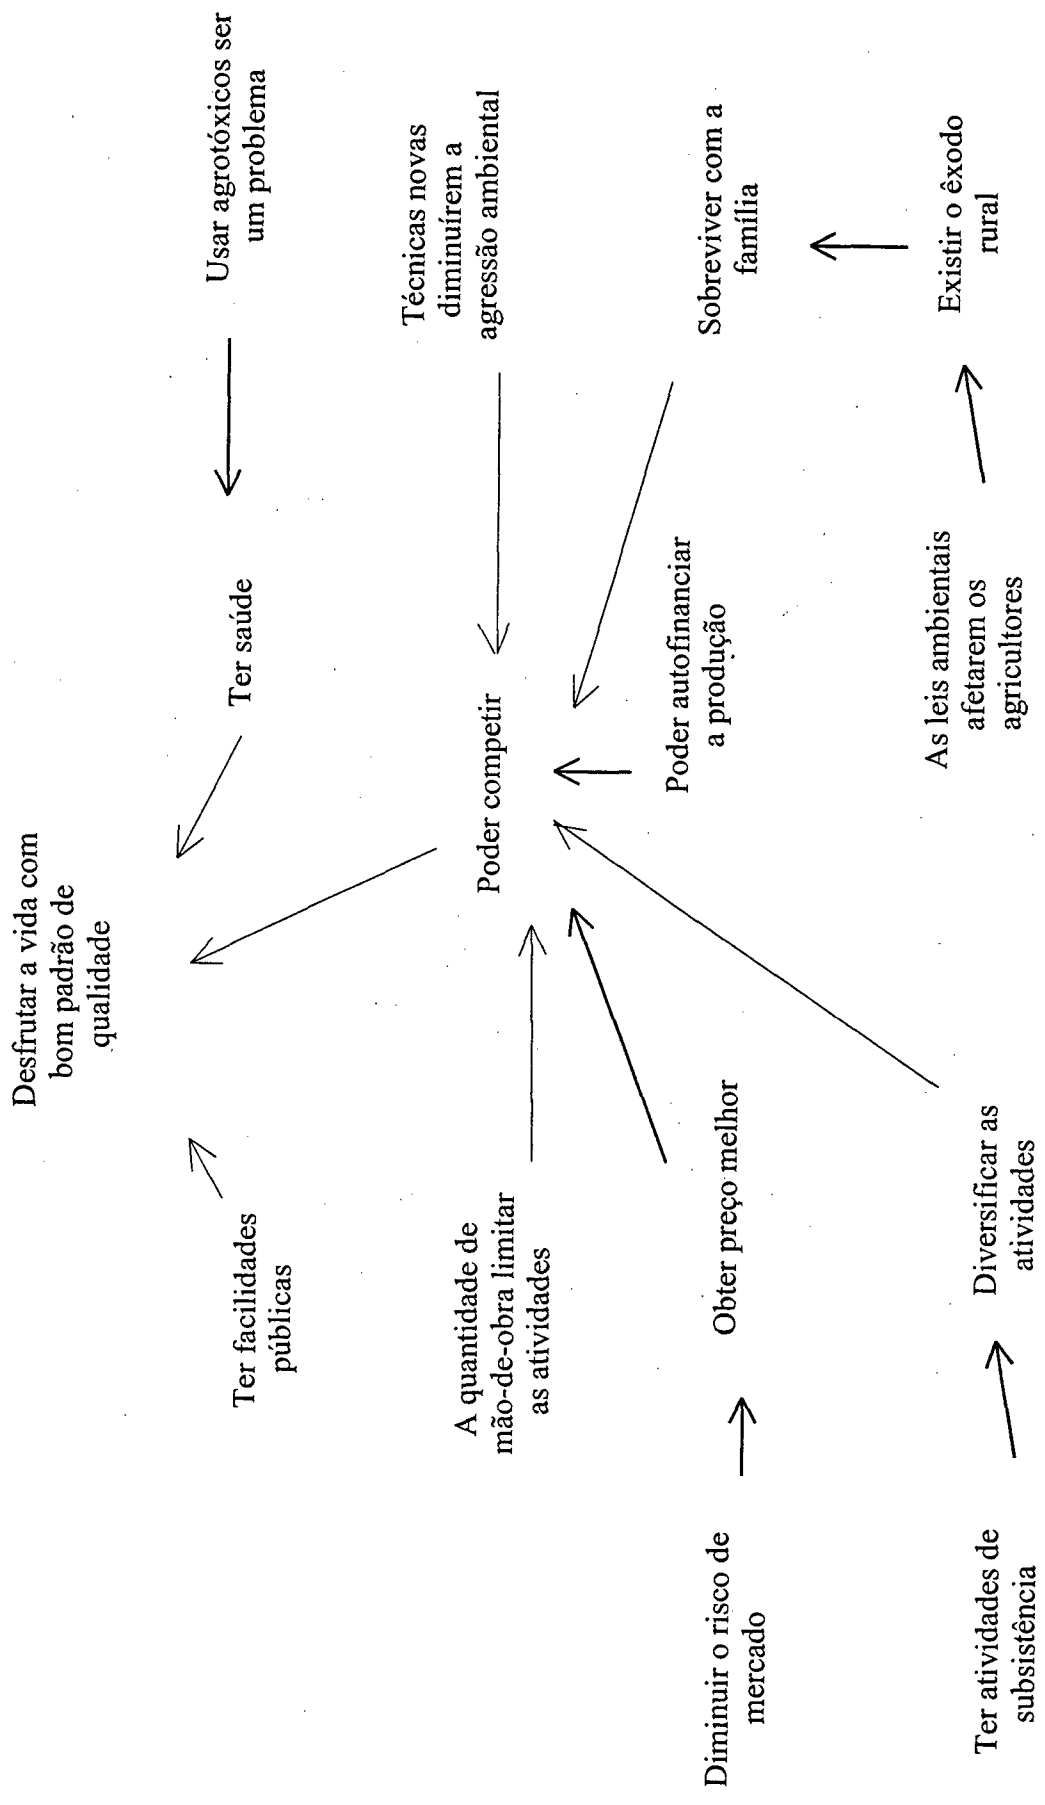 Desfrutar a vida com
bom padrão de
qualidade
Ter facilidades
públicas
Ter saúde
Usar agrotóxicos ser
um problema
A quantidade de
mão-de-obra limitar
as atividades
Poder competir
Técnicas novas
diminuírem a
agressão ambiental
Diminuir o risco de
mercado
Obter preço melhor
Poder autofinanciar
a produção
Sobreviver com a
família
Ter atividades de
subsistência
Diversificar as
atividades
As leis ambientais
afetarem os
agricultores
Existir o êxodo
rural